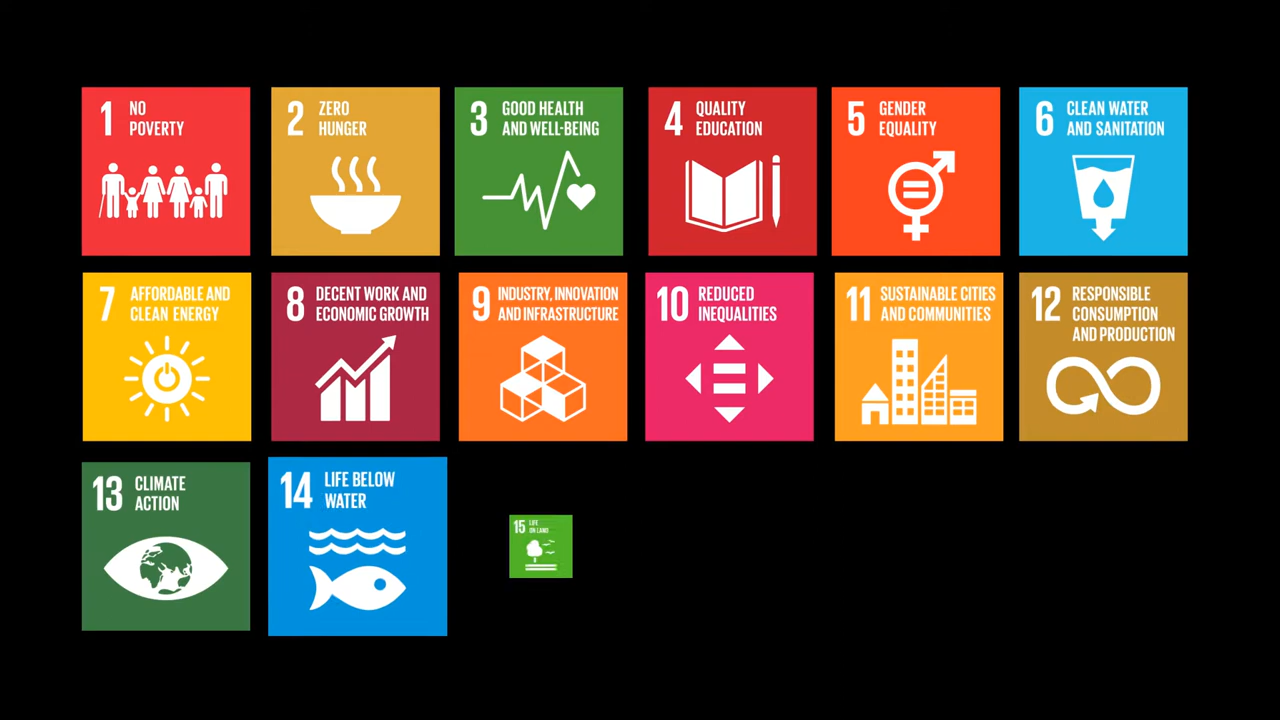 1 NO
POVERTY
2 ZERO
HUNGER
3 GOOD HEALTH
AND WELL-BEING
4 QUALITY
EDUCATION
5 GENDER
EQUALITY
6 CLEAN WATER
AND SANITATION
7 AFFORDABLE AND
CLEAN ENERGY
8 DECENT WORK AND
ECONOMIC GROWTH
9 INDUSTRY, INNOVATION
AND INFRASTRUCTURE
10 REDUCED
INEQUALITIES
11 SUSTAINABLE CITIES
AND COMMUNITIES
12 RESPONSIBLE
CONSUMPTION
AND PRODUCTION
13 CLIMATE
ACTION
14 LIFE BELOW
WATER
15 LIFE
ON LAND